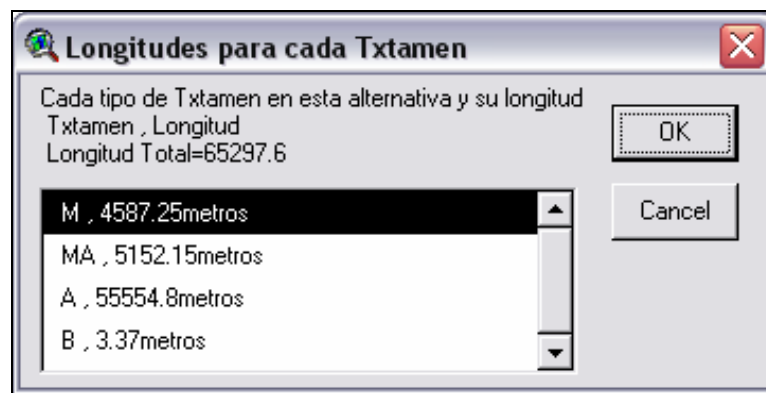 Longitudes para cada Txtamen
Cada tipo de Txtamen en esta alternativa y su longitud
Txtamen , Longitud
Longitud Total=65297.6
OK
Cancel
M , 4587.25metros
MA , 5152.15metros
A , 55554.8metros
B , 3.37metros